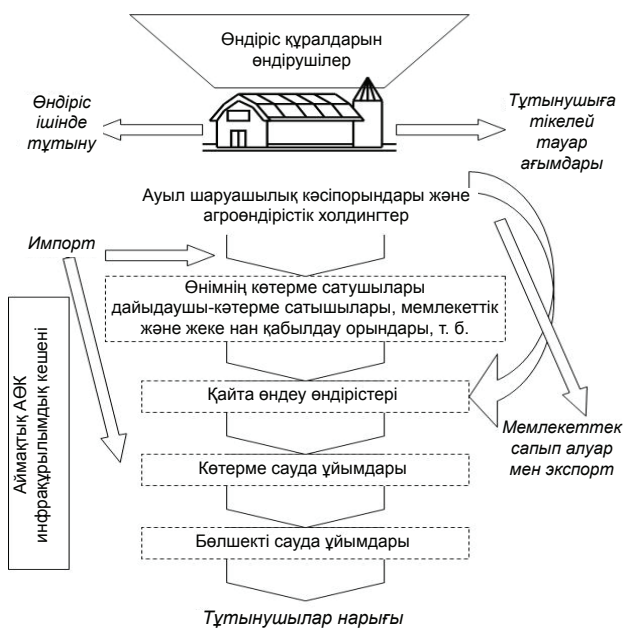 Өндіріс құралдарын
өндірушілер
Өндіріс
ішінде
тұтыну
Тұтынушыға
тікелей
тауар
ағымдары
Ауыл шаруашылық кәсіпорындары және
агроөндірістік холдингтер
Импорт
Өнімнің көтерме сатушылары
дайыдаушы-көтерме сатышылары, мемлекеттік
және жеке нан қабылдау орындары, т. б.
Аймақтық АӨК
инфрақұрылымдық кешені
Қайта өндеу өндірістері
Мемлекеттек
сапып алуар
мен экспорт
Көтерме сауда ұйымдары
Бөлшекті сауда ұйымдары
Тұтынушылар нарығы